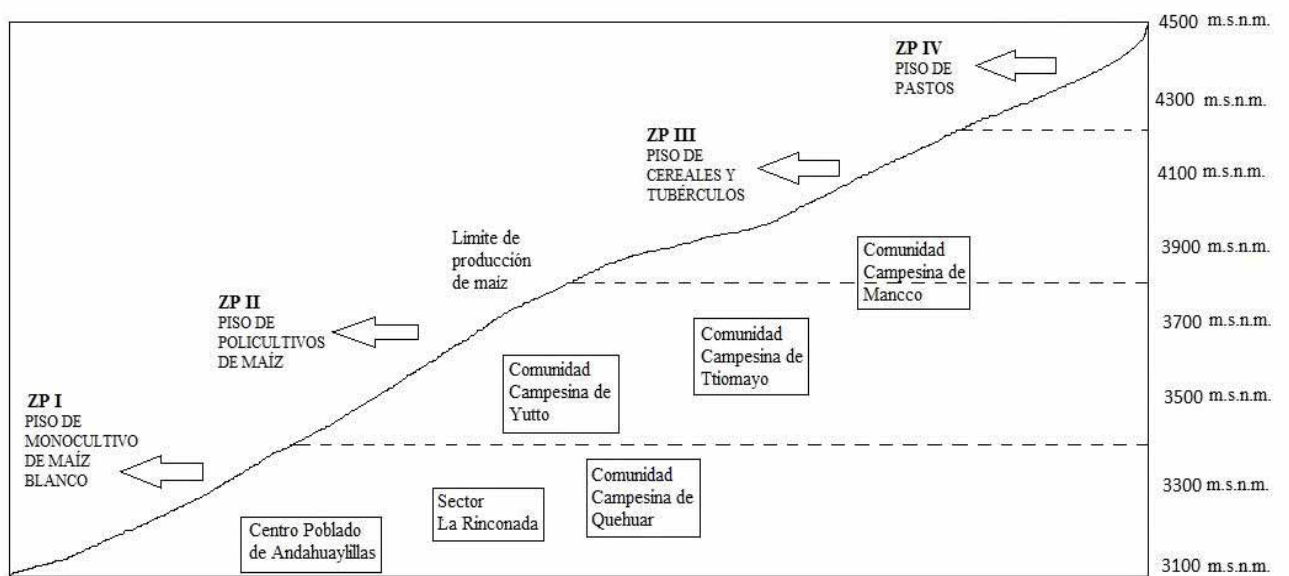 4500 m.s.n.m.
ZP IV
PISO DE
PASTOS
4300 m.s.n.m.
ZP III
PISO DE
CEREALES Y
TUBÉRCULOS
4100 m.s.n.m.
Límite de
producción
de maíz
Comunidad
Campesina de
Mancco
3900 m.s.n.m.
ZP II
PISO DE
POLICULTIVOS
DE MAÍZ
Comunidad
Campesina de
Ttiomayo
3700 m.s.n.m.
Comunidad
Campesina de
Yutto
3500 m.s.n.m.
ZP I
PISO DE
MONOCULTIVO
DE MAÍZ
BLANCO
Comunidad
Campesina de
Quehuar
3300 m.s.n.m.
Sector
La Rinconada
Centro Poblado
de Andahuaylillas
3100 m.s.n.m.